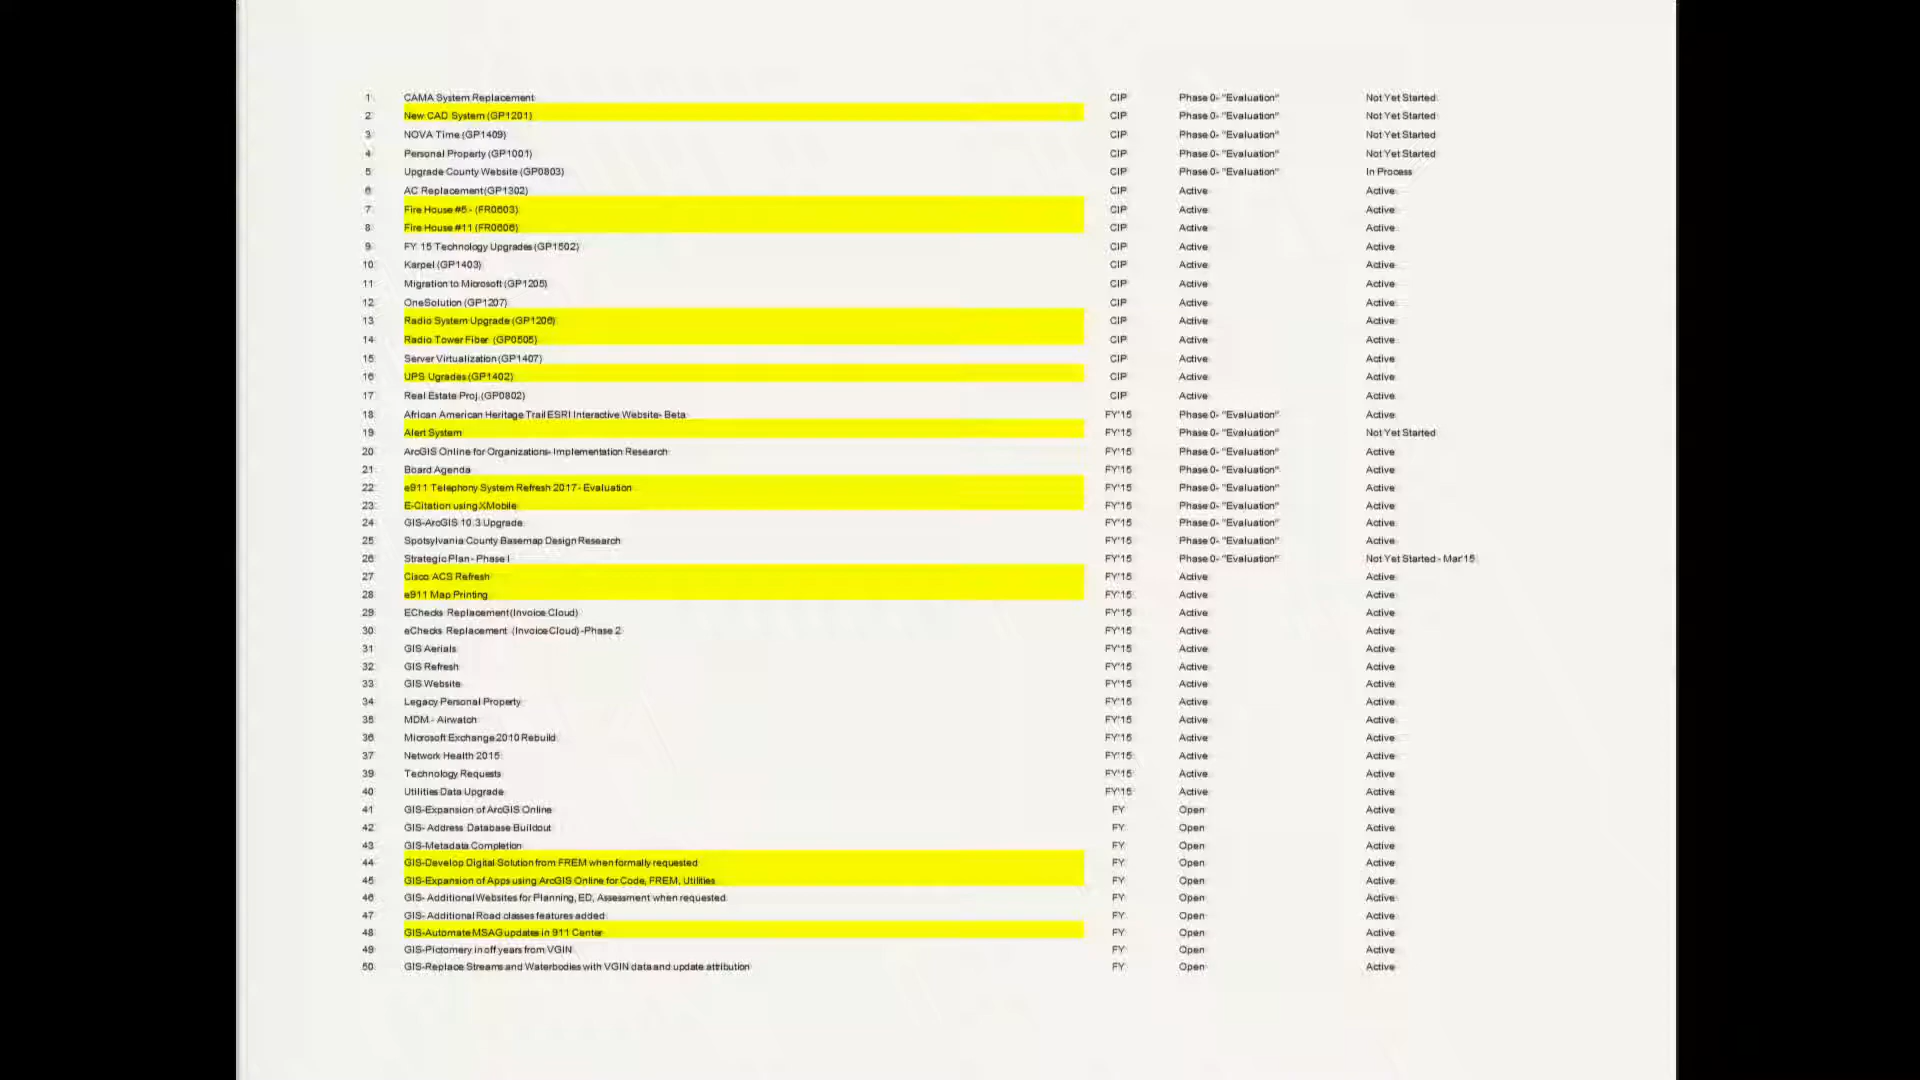 1 CAMA System Replacement CIP Phase 0- "Evaluation" Not Yet Started
2 New CAD System (GP1201) CIP Phase 0- "Evaluation" Not Yet Started
3 NOVA Time (GP1409) CIP Phase 0- "Evaluation" Not Yet Started
4 Personal Property (GP1001) CIP Phase 0- "Evaluation" Not Yet Started
5 Upgrade County Website (GP0803) CIP Phase 0- "Evaluation" In Process
6 AC Replacement (GP1302) CIP Active Active
7 Fire House #5 - (FR0503) CIP Active Active
8 Fire House #11 (FR0606) CIP Active Active
9 FY 15 Technology Upgrades (GP1502) CIP Active Active
10 Karpel (GP1403) CIP Active Active
11 Migration to Microsoft (GP1205) CIP Active Active
12 OneSolution (GP1207) CIP Active Active
13 Radio System Upgrade (GP1206) CIP Active Active
14 Radio Tower Fiber (GP0505) CIP Active Active
15 Server Virtualization (GP1407) CIP Active Active
16 UPS Ugrades (GP1402) CIP Active Active
17 Real Estate Proj. (GP0802) CIP Active Active
18 African American Heritage Trail ESRI Interactive Website- Beta FY'15 Phase 0- "Evaluation" Active
19 Alert System FY'15 Phase 0- "Evaluation" Not Yet Started
20 ArcGIS Online for Organizations- Implementation Research FY'15 Phase 0- "Evaluation" Active
21 Board Agenda FY'15 Phase 0- "Evaluation" Active
22 e911 Telephony System Refresh 2017 - Evaluation FY'15 Phase 0- "Evaluation" Active
23 E-Citation using XMobile FY'15 Phase 0- "Evaluation" Active
24 GIS-ArcGIS 10.3 Upgrade FY'15 Phase 0- "Evaluation" Active
25 Spotsylvania County Basemap Design Research FY'15 Phase 0- "Evaluation" Active
26 Strategic Plan - Phase I FY'15 Phase 0- "Evaluation" Not Yet Started - Mar'15
27 Cisco ACS Refresh FY'15 Active Active
28 e911 Map Printing FY'15 Active Active
29 EChecks Replacement (Invoice Cloud) FY'15 Active Active
30 eChecks Replacement (Invoice Cloud) -Phase 2 FY'15 Active Active
31 GIS Aerials FY'15 Active Active
32 GIS Refresh FY'15 Active Active
33 GIS Website FY'15 Active Active
34 Legacy Personal Property FY'15 Active Active
35 MDM - Airwatch FY'15 Active Active
36 Microsoft Exchange 2010 Rebuild FY'15 Active Active
37 Network Health 2015 FY'15 Active Active
39 Technology Requests FY'15 Active Active
40 Utilities Data Upgrade FY'15 Active Active
41 GIS-Expansion of ArcGIS Online FY Open Active
42 GIS- Address Database Buildout FY Open Active
43 GIS-Metadata Completion FY Open Active
44 GIS-Develop Digital Solution from FREM when formally requested FY Open Active
45 GIS-Expansion of Apps using ArcGIS Online for Code, FREM, Utilities FY Open Active
46 GIS- Additional Websites for Planning, ED, Assessment when requested FY Open Active
47 GIS- Additional Road classes features added FY Open Active
48 GIS-Automate MSAG updates in 911 Center FY Open Active
49 GIS-Pictomery in off years from VGIN FY Open Active
50 GIS-Replace Streams and Waterbodies with VGIN data and update attribution FY Open Active